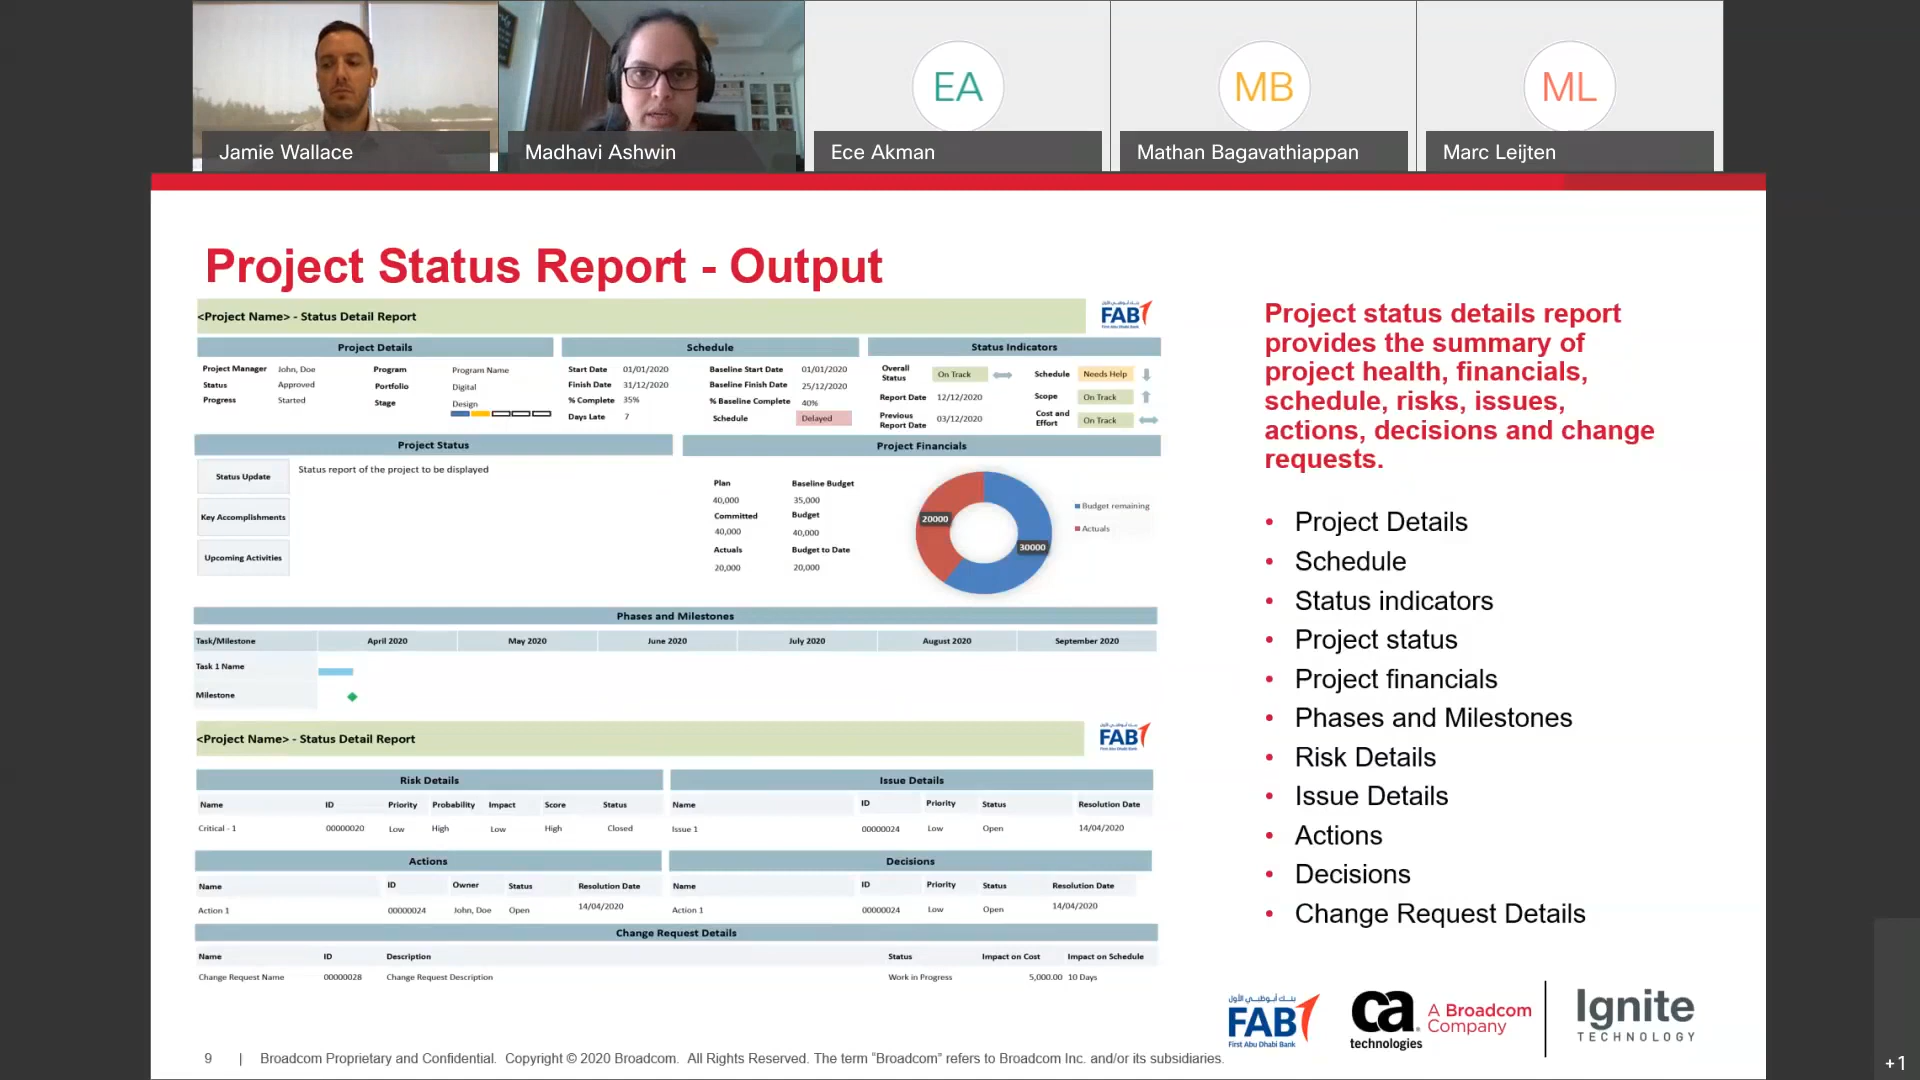 EA
MB
ML
Jamie Wallace
Madhavi Ashwin
Ece Akman
Mathan Bagavathiappan
Marc Leijten
Project Status Report - Output
<Project Name> - Status Detail Report
FAB
First Abu Dhabi Bank
Project Details
Schedule
Status Indicators
Project Manager John, Doe Program Program Name
Status Approved Portfolio Digital
Progress Started Stage Design
Start Date 01/01/2020 Baseline Start Date 01/01/2020
Finish Date 31/12/2020 Baseline Finish Date 25/12/2020
% Complete 35% % Baseline Complete 40%
Days Late 7 Schedule Delayed
Overall Status On Track Schedule Needs Help
Report Date 12/12/2020 Scope On Track
Previous Report Date 03/12/2020 Cost and Effort On Track
Project Status
Project Financials
Status Update Status report of the project to be displayed
Key Accomplishments
Upcoming Activities
Plan Baseline Budget
40,000 35,000
Committed Budget
40,000 40,000
Actuals Budget to Date
20,000 20,000
20000
30000
Budget remaining
Actuals
Phases and Milestones
Task/Milestone April 2020 May 2020 June 2020 July 2020 August 2020 September 2020
Task 1 Name
Milestone
<Project Name> - Status Detail Report
FAB
First Abu Dhabi Bank
Risk Details
Issue Details
Name ID Priority Probability Impact Score Status
Critical - 1 00000020 Low High Low High Closed
Name ID Priority Status Resolution Date
Issue 1 00000024 Low Open 14/04/2020
Actions
Decisions
Name ID Owner Status Resolution Date
Action 1 00000024 John, Doe Open 14/04/2020
Name ID Priority Status Resolution Date
Action 1 00000024 Low Open 14/04/2020
Change Request Details
Name ID Description Status Impact on Cost Impact on Schedule
Change Request Name 00000028 Change Request Description Work in Progress 5,000.00 10 Days
Project status details report
provides the summary of
project health, financials,
schedule, risks, issues,
actions, decisions and change
requests.
• Project Details
• Schedule
• Status indicators
• Project status
• Project financials
• Phases and Milestones
• Risk Details
• Issue Details
• Actions
• Decisions
• Change Request Details
بنك أبوظبي الأول
FAB
First Abu Dhabi Bank
ca
technologies
A Broadcom
Company
Ignite
TECHNOLOGY
9 | Broadcom Proprietary and Confidential. Copyright © 2020 Broadcom. All Rights Reserved. The term “Broadcom” refers to Broadcom Inc. and/or its subsidiaries.
+1